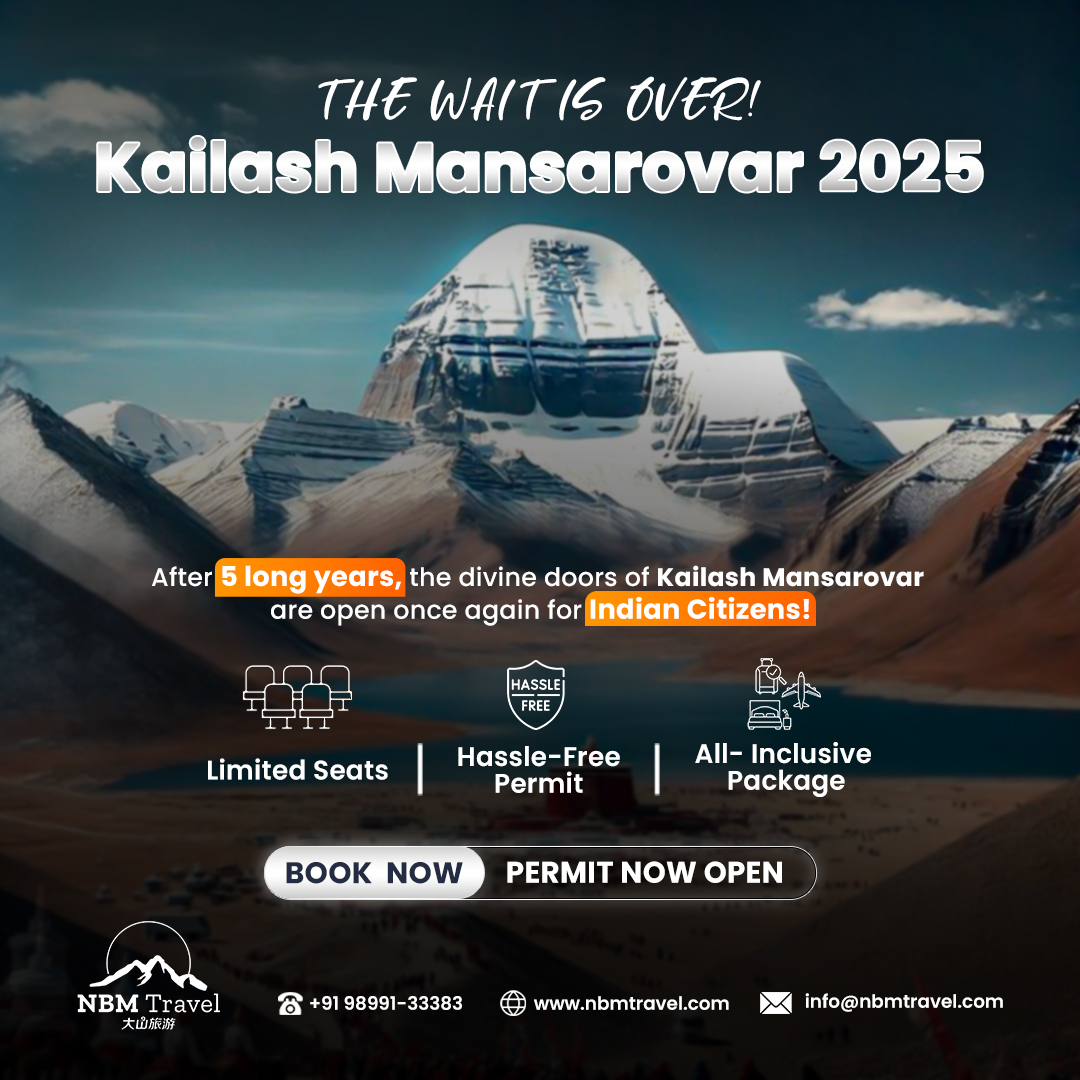 THE WAIT IS OVER!
Kailash Mansarovar 2025
After 5 long years, the divine doors of Kailash Mansarovar
are open once again for Indian Citizens!
HASSLE
FREE
Limited Seats
Hassle-Free
Permit
All- Inclusive
Package
BOOK NOW PERMIT NOW OPEN
NBM Travel
大山旅游
+91 98991-33383
www.nbmtravel.com
info@nbmtravel.com